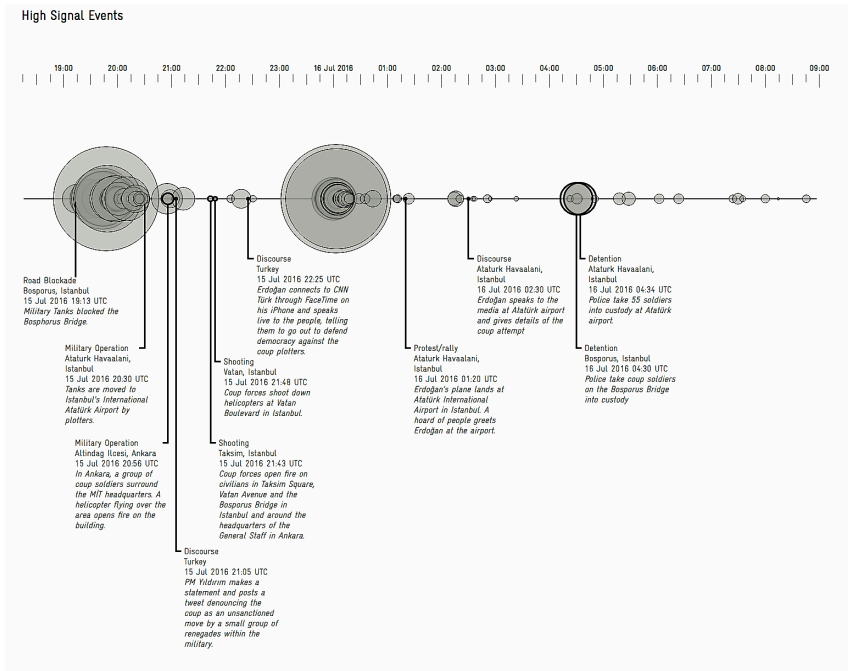 High Signal Events
19:00 20:00 21:00 22:00 23:00 16 Jul 2016 01:00 02:00 03:00 04:00 05:00 06:00 07:00 08:00 09:00
Road Blockade
Bosporus, Istanbul
15 Jul 2016 19:13 UTC
Military Tanks blocked the
Bosphorus Bridge.
Military Operation
Ataturk Havaalani,
Istanbul
15 Jul 2016 20:30 UTC
Tanks are moved to
Istanbul's International
Atatürk Airport by
plotters.
Military Operation
Altindag Ilcesi, Ankara
15 Jul 2016 20:56 UTC
In Ankara, a group of
coup soldiers surround
the MİT headquarters. A
helicopter flying over the
area opens fire on the
building.
Discourse
Turkey
15 Jul 2016 21:05 UTC
PM Yıldırım makes a
statement and posts a
tweet denouncing the
coup as an unsanctioned
move by a small group of
renegades within the
military.
Shooting
Taksim, Istanbul
15 Jul 2016 21:43 UTC
Coup forces open fire on
civilians in Taksim Square,
Vatan Avenue and the
Bosporus Bridge in
Istanbul and around the
headquarters of the
General Staff in Ankara.
Shooting
Vatan, Istanbul
15 Jul 2016 21:48 UTC
Coup forces shoot down
helicopters at Vatan
Boulevard in Istanbul.
Discourse
Turkey
15 Jul 2016 22:25 UTC
Erdoğan connects to CNN
Türk through FaceTime on
his iPhone and speaks
live to the people, telling
them to go out to defend
democracy against the
coup plotters.
Protest/rally
Ataturk Havaalani,
Istanbul
16 Jul 2016 01:20 UTC
Erdoğan's plane lands at
Atatürk International
Airport in Istanbul. A
hoard of people greets
Erdoğan at the airport.
Discourse
Ataturk Havaalani,
Istanbul
16 Jul 2016 02:30 UTC
Erdoğan speaks to the
media at Atatürk airport
and gives details of the
coup attempt
Detention
Bosporus, Istanbul
16 Jul 2016 04:30 UTC
Police take coup soldiers
on the Bosporus Bridge
into custody
Detention
Ataturk Havaalani,
Istanbul
16 Jul 2016 04:34 UTC
Police take 55 soldiers
into custody at Atatürk
airport.